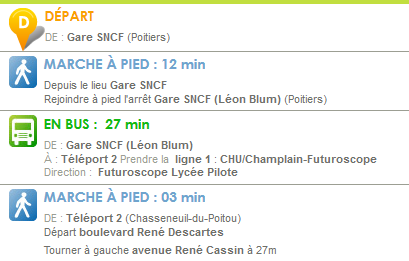 D
DÉPART
DE : Gare SNCF (Poitiers)
MARCHE À PIED : 12 min
Depuis le lieu Gare SNCF
Rejoindre à pied l'arrêt Gare SNCF (Léon Blum) (Poitiers)
EN BUS : 27 min
DE : Gare SNCF (Léon Blum)
À : Téléport 2 Prendre la ligne 1 : CHU/Champlain-Futuroscope
Direction : Futuroscope Lycée Pilote
MARCHE À PIED : 03 min
DE : Téléport 2 (Chasseneuil-du-Poitou)
Départ boulevard René Descartes
Tourner à gauche avenue René Cassin à 27m